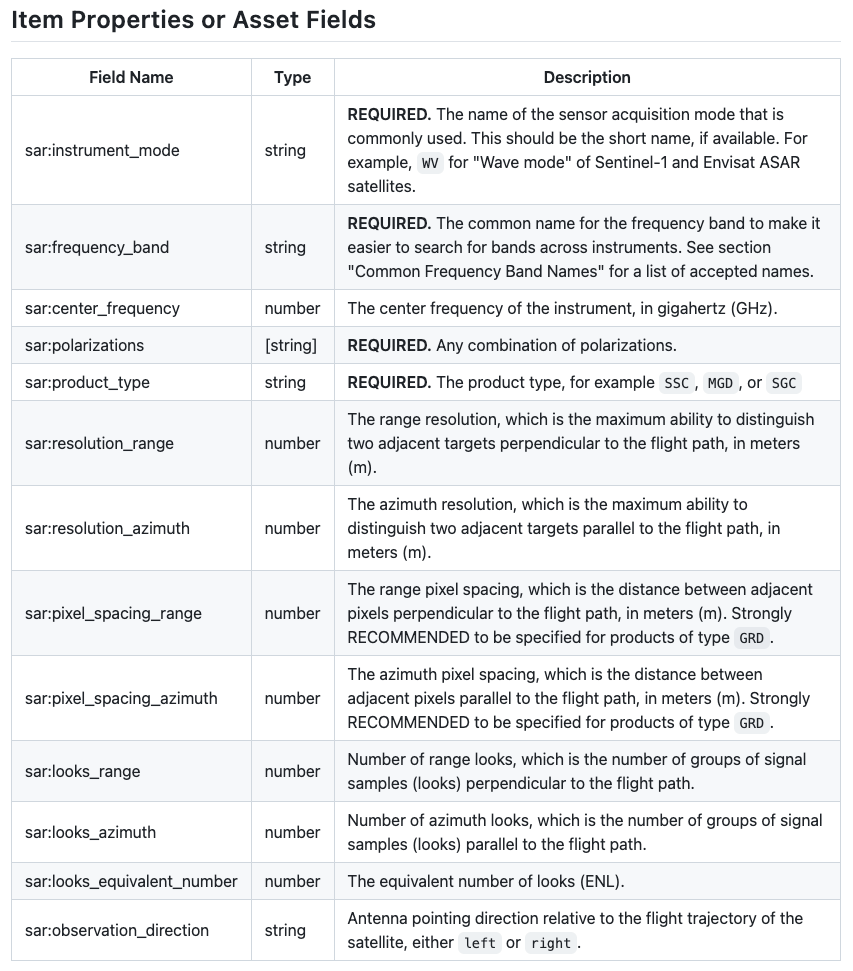 Item Properties or Asset Fields
Field Name Type Description
sar:instrument_mode string REQUIRED. The name of the sensor acquisition mode that is
commonly used. This should be the short name, if available. For
example, WV for "Wave mode" of Sentinel-1 and Envisat ASAR
satellites.
sar:frequency_band string REQUIRED. The common name for the frequency band to make it
easier to search for bands across instruments. See section
"Common Frequency Band Names" for a list of accepted names.
sar:center_frequency number The center frequency of the instrument, in gigahertz (GHz).
sar:polarizations [string] REQUIRED. Any combination of polarizations.
sar:product_type string REQUIRED. The product type, for example SSC, MGD, or SGC
sar:resolution_range number The range resolution, which is the maximum ability to distinguish
two adjacent targets perpendicular to the flight path, in meters
(m).
sar:resolution_azimuth number The azimuth resolution, which is the maximum ability to
distinguish two adjacent targets parallel to the flight path, in
meters (m).
sar:pixel_spacing_range number The range pixel spacing, which is the distance between adjacent
pixels perpendicular to the flight path, in meters (m). Strongly
RECOMMENDED to be specified for products of type GRD.
sar:pixel_spacing_azimuth number The azimuth pixel spacing, which is the distance between
adjacent pixels parallel to the flight path, in meters (m). Strongly
RECOMMENDED to be specified for products of type GRD.
sar:looks_range number Number of range looks, which is the number of groups of signal
samples (looks) perpendicular to the flight path.
sar:looks_azimuth number Number of azimuth looks, which is the number of groups of signal
samples (looks) parallel to the flight path.
sar:looks_equivalent_number number The equivalent number of looks (ENL).
sar:observation_direction string Antenna pointing direction relative to the flight trajectory of the
satellite, either left or right.